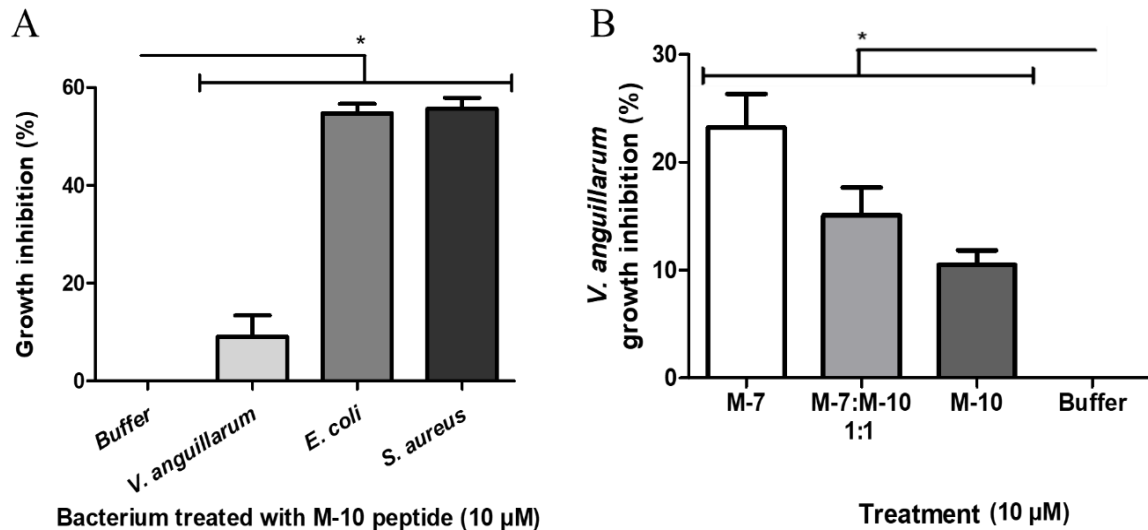 A
*
Growth inhibition (%)
60
40
20
0
Buffer
V. anguillarum
E. coli
S. aureus
Bacterium treated with M-10 peptide (10 µM)
B
*
V. anguillarum
growth inhibition (%)
30
20
10
0
M-7
M-7:M-10
1:1
M-10
Buffer
Treatment (10 µM)